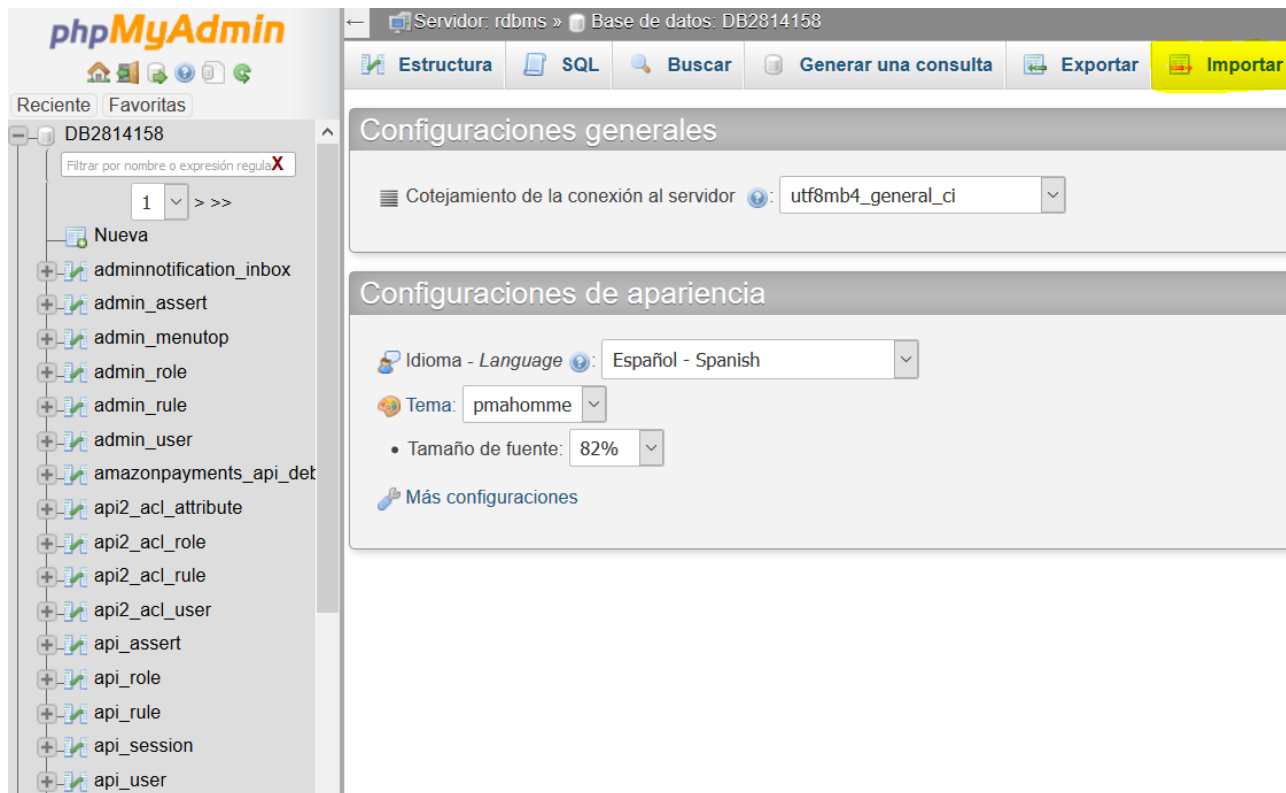 phpMyAdmin
Reciente Favoritas
DB2814158
Filtrar por nombre o expresión regula X
1 > >>
Nueva
adminnotification_inbox
admin_assert
admin_menutop
admin_role
admin_rule
admin_user
amazonpayments_api_det
api2_acl_attribute
api2_acl_role
api2_acl_rule
api2_acl_user
api_assert
api_role
api_rule
api_session
api_user
← Servidor: rdbms » Base de datos: DB2814158
Estructura SQL Buscar Generar una consulta Exportar Importar
Configuraciones generales
Cotejamiento de la conexión al servidor : utf8mb4_general_ci
Configuraciones de apariencia
Idioma - Language : Español - Spanish
Tema: pmahomme
• Tamaño de fuente: 82%
Más configuraciones